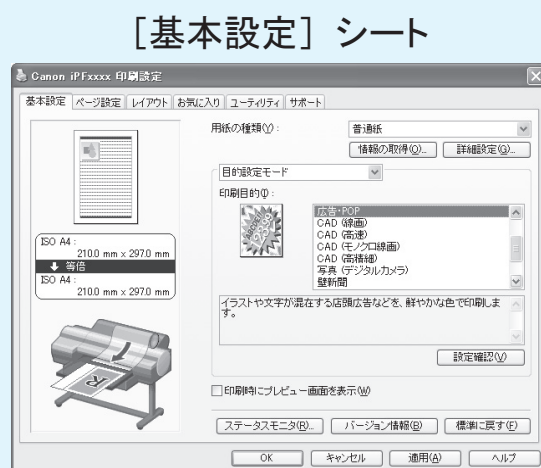 ［基本設定］シート
Canon iPFxxxx 印刷設定
基本設定 ページ設定 レイアウト お気に入り ユーティリティ サポート
用紙の種類(Y):
普通紙
情報の取得(O)... 詳細設定(G)...
目的設定モード
印刷目的(I):
広告・POP
CAD (線画)
CAD (高速)
CAD (モノクロ線画)
CAD (高精細)
写真 (デジタルカメラ)
壁新聞
ISO A4 :
210.0 mm × 297.0 mm
等倍
ISO A4 :
210.0 mm × 297.0 mm
イラストや文字が混在する店頭広告などを、鮮やかな色で印刷しま
す。
設定確認(V)
印刷時にプレビュー画面を表示(W)
ステータスモニタ(R)... バージョン情報(B) 標準に戻す(F)
OK キャンセル 適用(A) ヘルプ